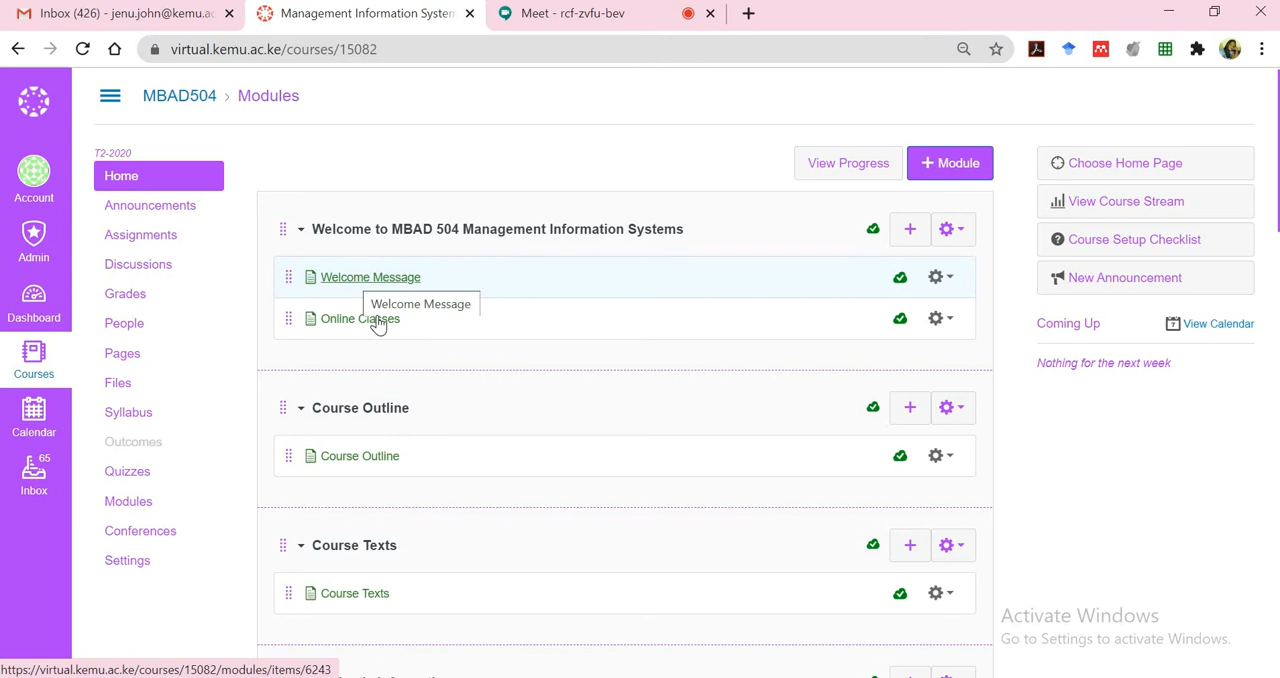 Inbox (426) - jenu.john@kemu.ac
Management Information System
Meet - rcf-zvfu-bev
virtual.kemu.ac.ke/courses/15082
MBAD504 › Modules
T2-2020
Home
Announcements
Assignments
Discussions
Grades
People
Pages
Files
Syllabus
Outcomes
Quizzes
Modules
Conferences
Settings
Account
Admin
Dashboard
Courses
Calendar
65
Inbox
View Progress
+ Module
Welcome to MBAD 504 Management Information Systems
Welcome Message
Welcome Message
Online Classes
Course Outline
Course Outline
Course Texts
Course Texts
Choose Home Page
View Course Stream
Course Setup Checklist
New Announcement
Coming Up
7 View Calendar
Nothing for the next week
Activate Windows
Go to Settings to activate Windows.
https://virtual.kemu.ac.ke/courses/15082/modules/items/6243